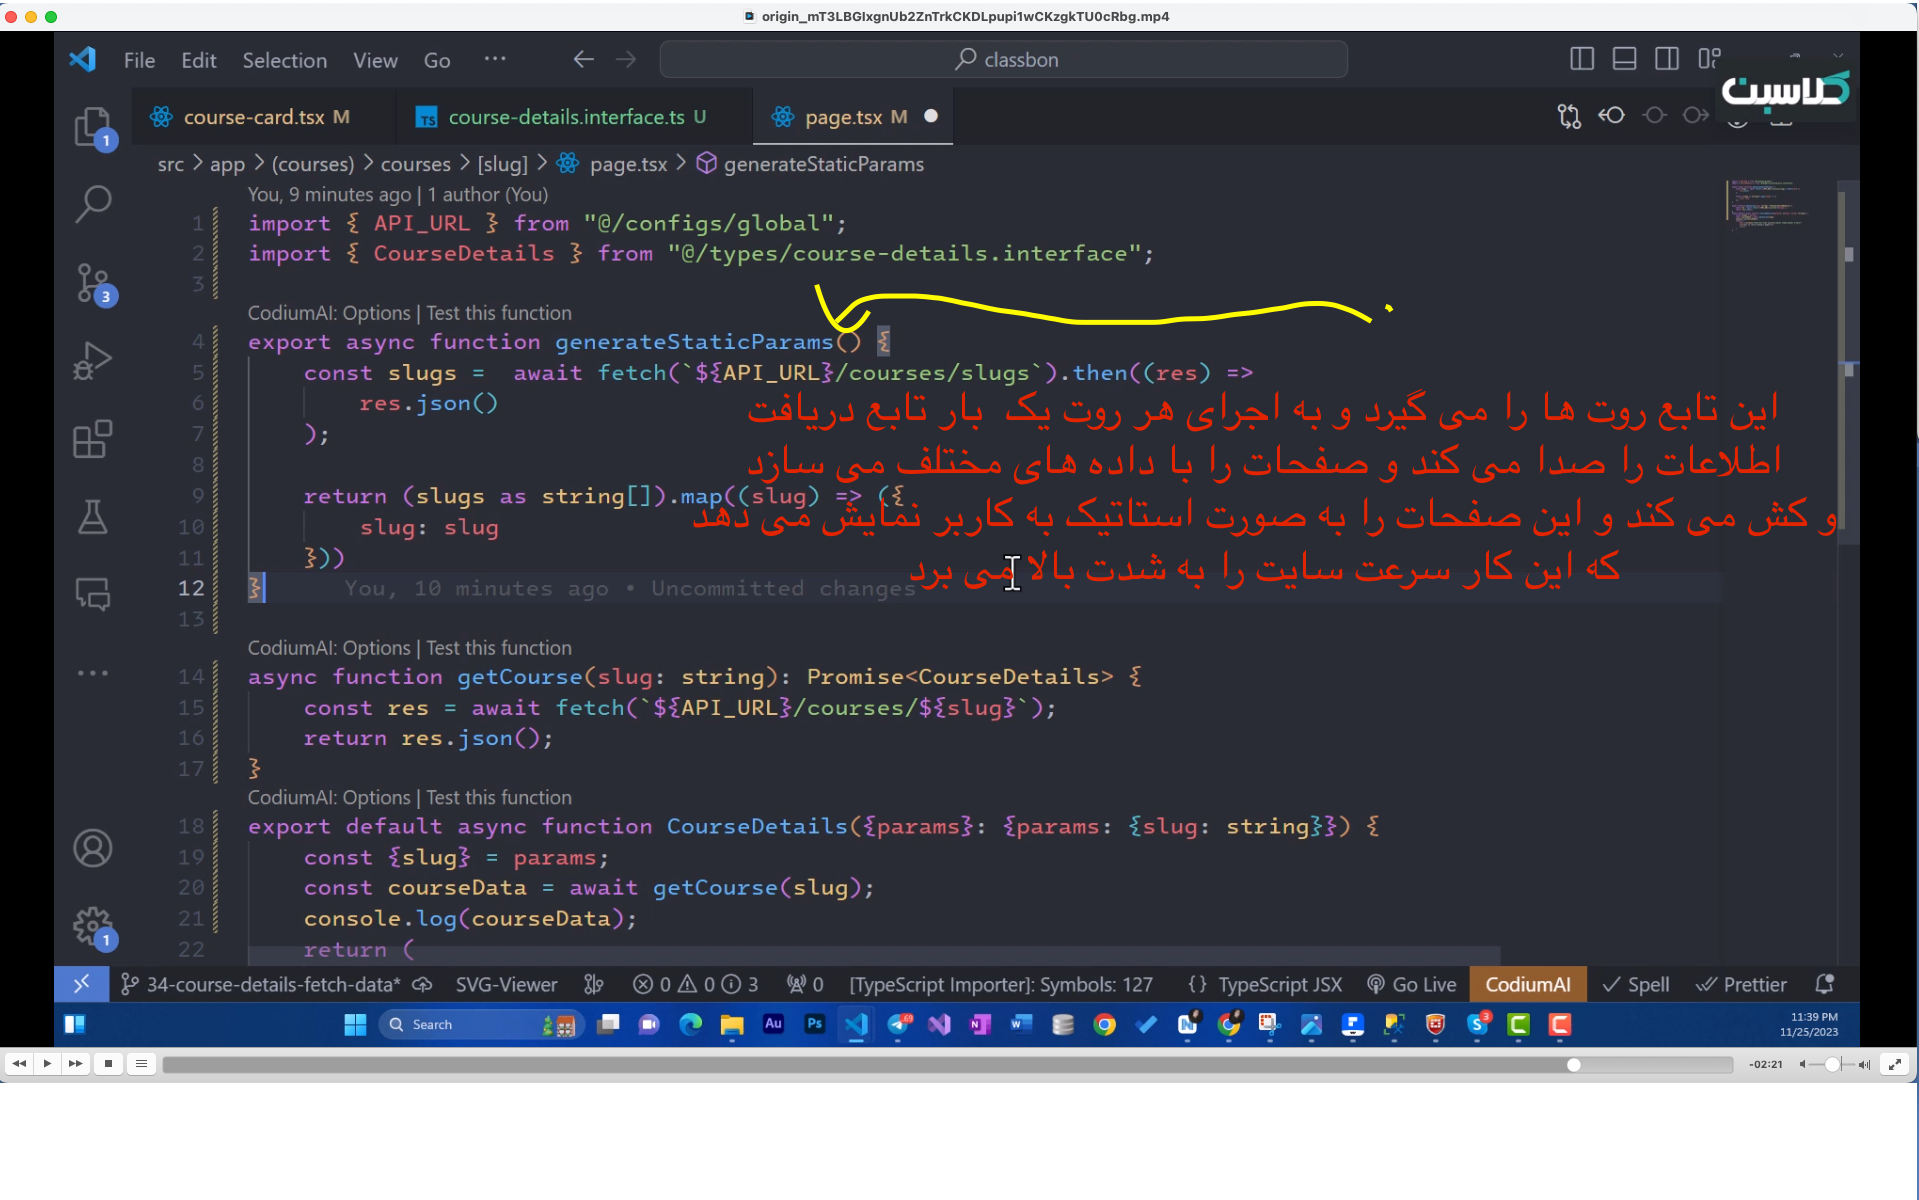 origin_mT3LBGIxgnUb2ZnTrkCKDLpupi1wCKzgkTU0cRbg.mp4
File Edit Selection View Go ··· classbon
کلاسبن
course-card.tsx M course-details.interface.ts U page.tsx M
src > app > (courses) > courses > [slug] > page.tsx > generateStaticParams
You, 9 minutes ago | 1 author (You)
1 import { API_URL } from "@/configs/global";
2 import { CourseDetails } from "@/types/course-details.interface";
3
CodiumAI: Options | Test this function
4 export async function generateStaticParams() {
5 const slugs = await fetch(`${API_URL}/courses/slugs`).then((res) =>
6 res.json()
7 );
8
9 return (slugs as string[]).map((slug) => ({
10 slug: slug
11 }))
12 } You, 10 minutes ago • Uncommitted changes
13
این تابع روت ها را می گیرد و به اجرای هر روت یک بار تابع دریافت
اطلاعات را صدا می کند و صفحات را با داده های مختلف می سازد
و کش می کند و این صفحات را به صورت استاتیک به کاربر نمایش می دهد
که این کار سرعت سایت را به شدت بالا می برد
CodiumAI: Options | Test this function
14 async function getCourse(slug: string): Promise<CourseDetails> {
15 const res = await fetch(`${API_URL}/courses/${slug}`);
16 return res.json();
17 }
CodiumAI: Options | Test this function
18 export default async function CourseDetails({params}: {params: {slug: string}}) {
19 const {slug} = params;
20 const courseData = await getCourse(slug);
21 console.log(courseData);
22 return (
34-course-details-fetch-data* SVG-Viewer 0 0 3 0 [TypeScript Importer]: Symbols: 127 {} TypeScript JSX Go Live CodiumAI Spell Prettier
Search
11:39 PM
11/25/2023
-02:21